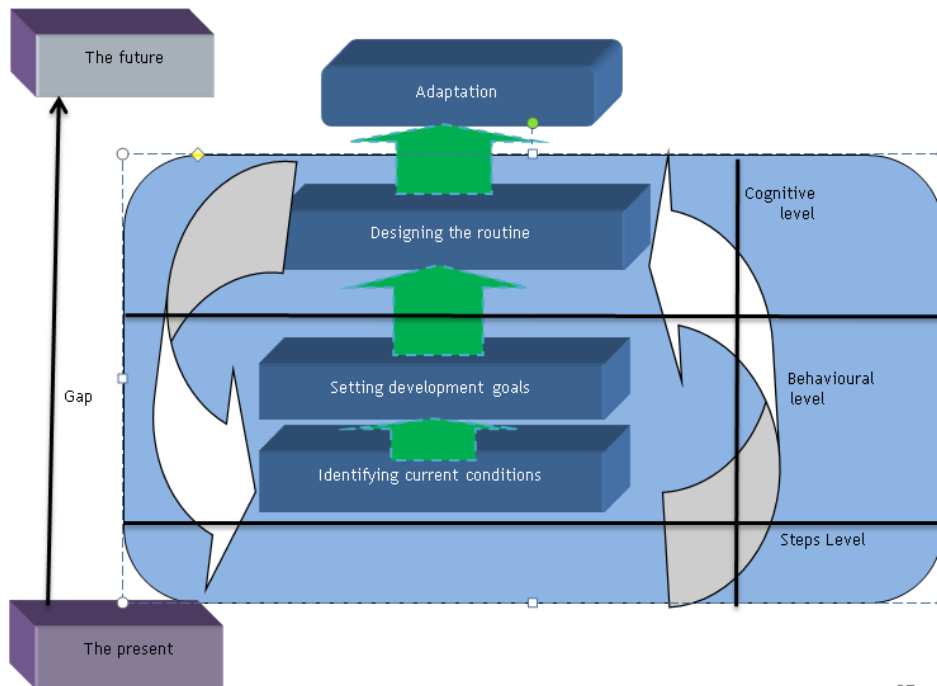 The future
Adaptation
Cognitive
level
Designing the routine
Gap
Setting development goals
Behavioural
level
Identifying current conditions
Steps Level
The present